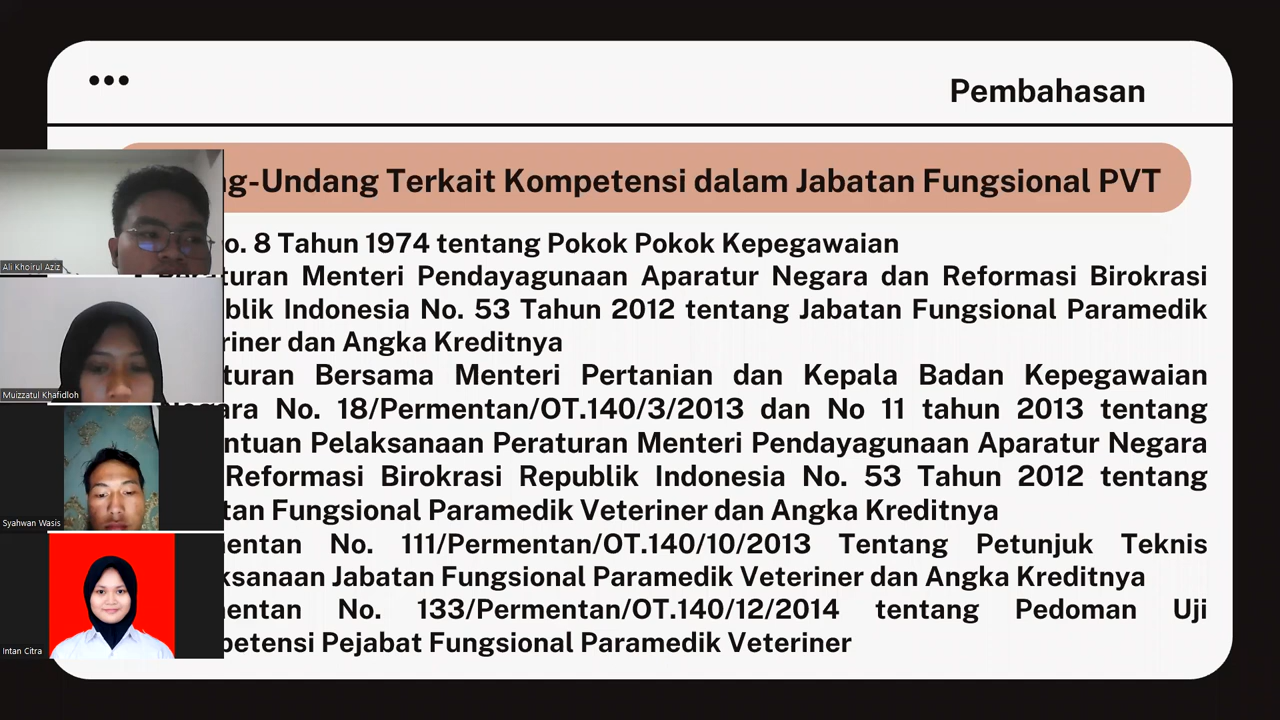 Pembahasan
ng-Undang Terkait Kompetensi dalam Jabatan Fungsional PVT
o. 8 Tahun 1974 tentang Pokok Pokok Kepegawaian
Peraturan Menteri Pendayagunaan Aparatur Negara dan Reformasi Birokrasi
blik Indonesia No. 53 Tahun 2012 tentang Jabatan Fungsional Paramedik
riner dan Angka Kreditnya
turan Bersama Menteri Pertanian dan Kepala Badan Kepegawaian
Negara No. 18/Permentan/OT.140/3/2013 dan No 11 tahun 2013 tentang
ntuan Pelaksanaan Peraturan Menteri Pendayagunaan Aparatur Negara
Reformasi Birokrasi Republik Indonesia No. 53 Tahun 2012 tentang
tan Fungsional Paramedik Veteriner dan Angka Kreditnya
mentan No. 111/Permentan/OT.140/10/2013 Tentang Petunjuk Teknis
ksanaan Jabatan Fungsional Paramedik Veteriner dan Angka Kreditnya
mentan No. 133/Permentan/OT.140/12/2014 tentang Pedoman Uji
petensi Pejabat Fungsional Paramedik Veteriner
Ali Khoirul Aziz
Muizzatul Khafidloh
Syahwan Wasis
Intan Citra